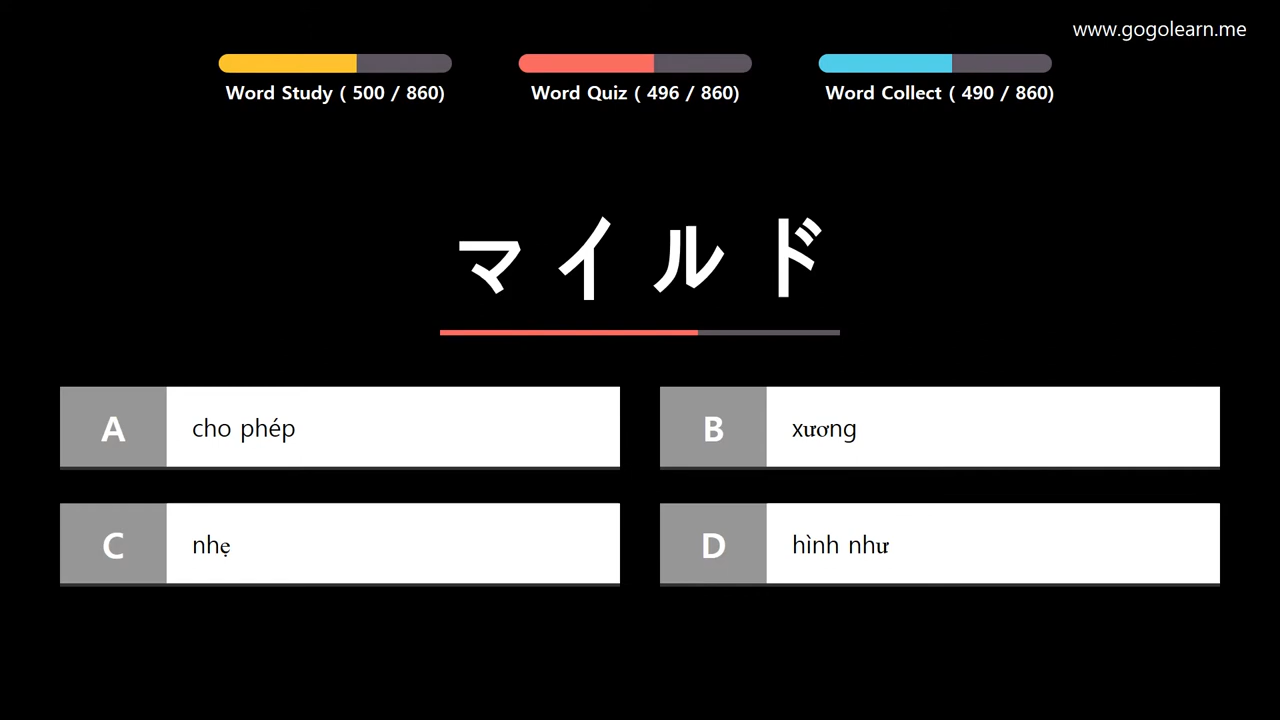 www.gogolearn.me
Word Study ( 500 / 860)
Word Quiz ( 496 / 860)
Word Collect ( 490 / 860)
マイルド
A cho phép
B xương
C nhẹ
D hình như